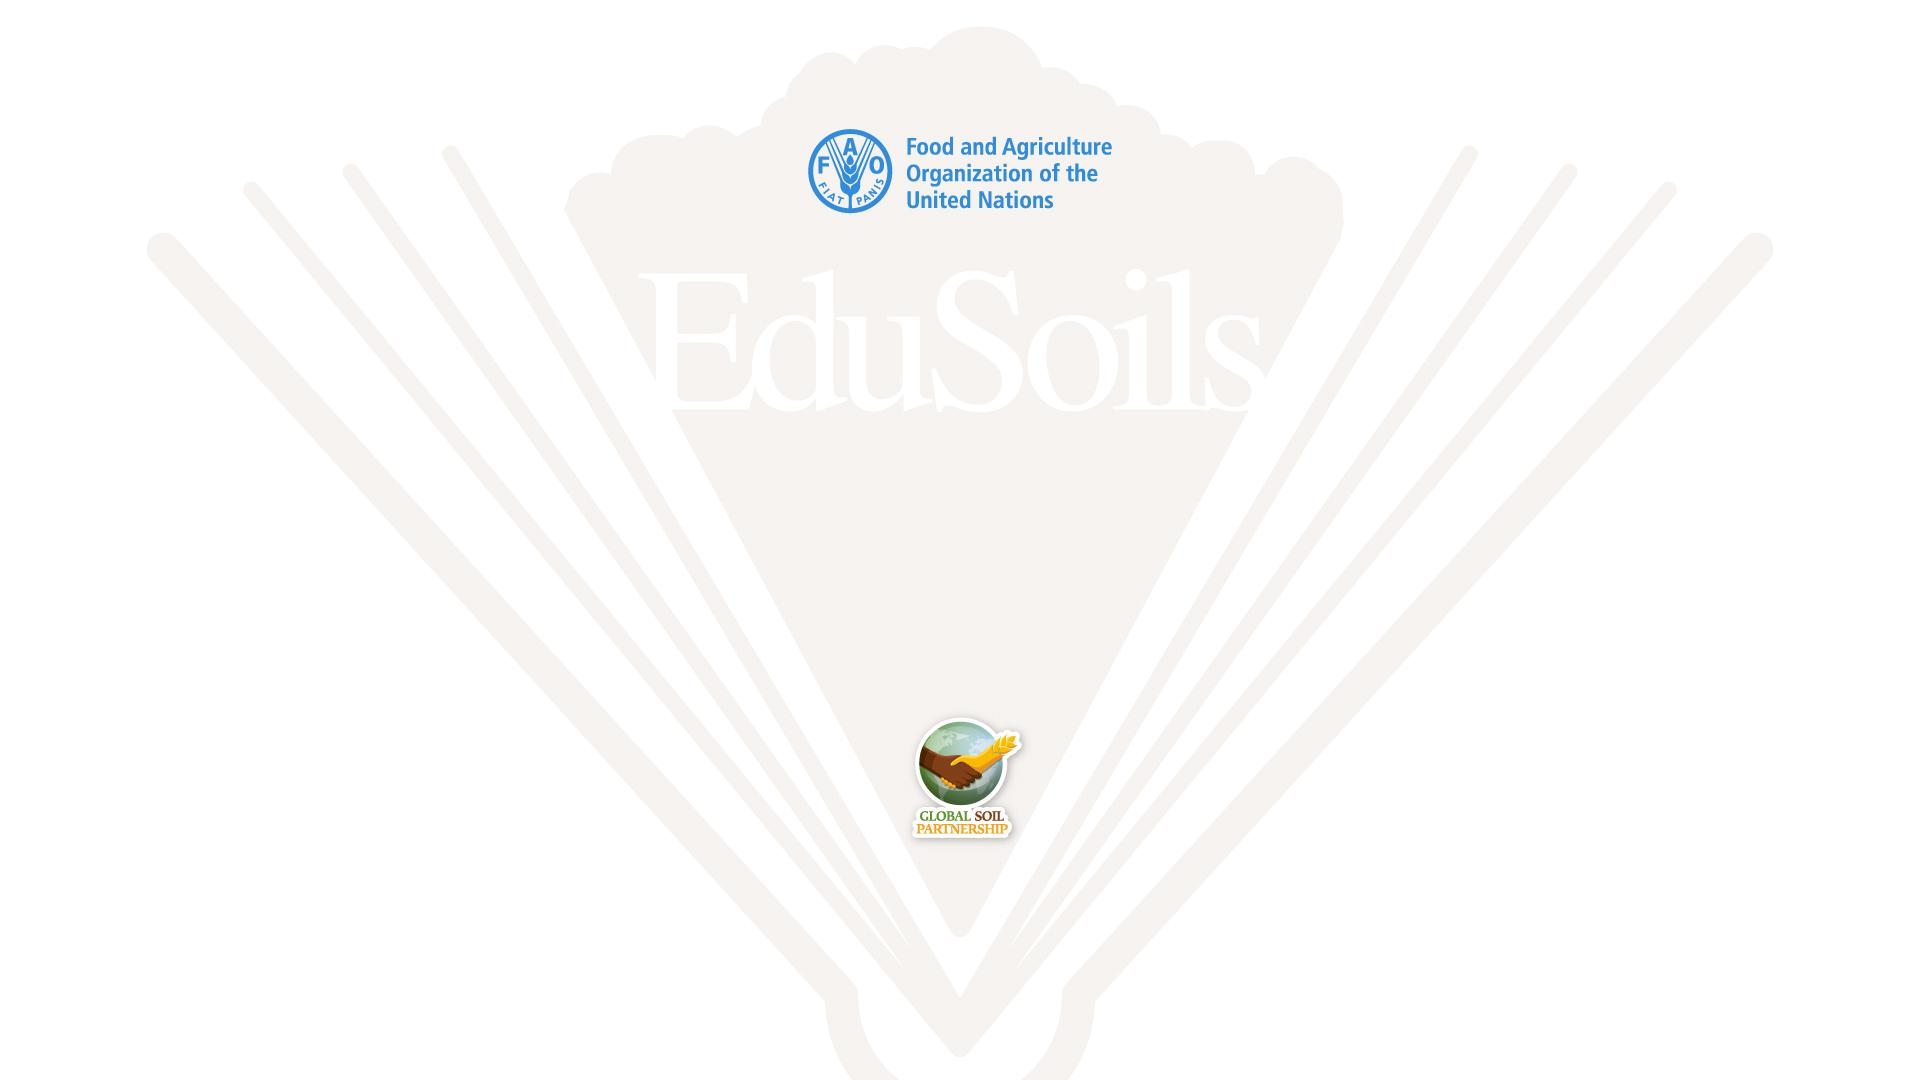 F A O
FIAT PANIS
Food and Agriculture
Organization of the
United Nations
EduSoils
GLOBAL SOIL
PARTNERSHIP